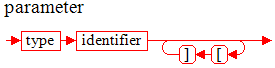 parameter
type identifier
] [